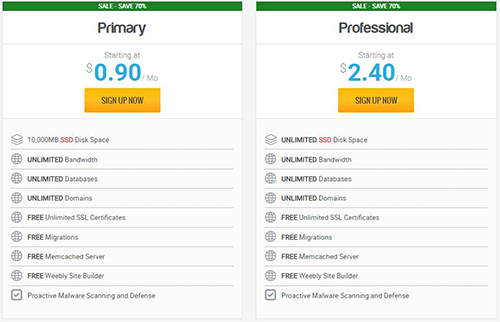 SALE - SAVE 70%
Primary
Starting at
$0.90/ Mo
SIGN UP NOW
10,000MB SSD Disk Space
UNLIMITED Bandwidth
UNLIMITED Databases
UNLIMITED Domains
FREE Unlimited SSL Certificates
FREE Migrations
FREE Memcached Server
FREE Weebly Site Builder
Proactive Malware Scanning and Defense
SALE - SAVE 70%
Professional
Starting at
$2.40/ Mo
SIGN UP NOW
UNLIMITED SSD Disk Space
UNLIMITED Bandwidth
UNLIMITED Databases
UNLIMITED Domains
FREE Unlimited SSL Certificates
FREE Migrations
FREE Memcached Server
FREE Weebly Site Builder
Proactive Malware Scanning and Defense